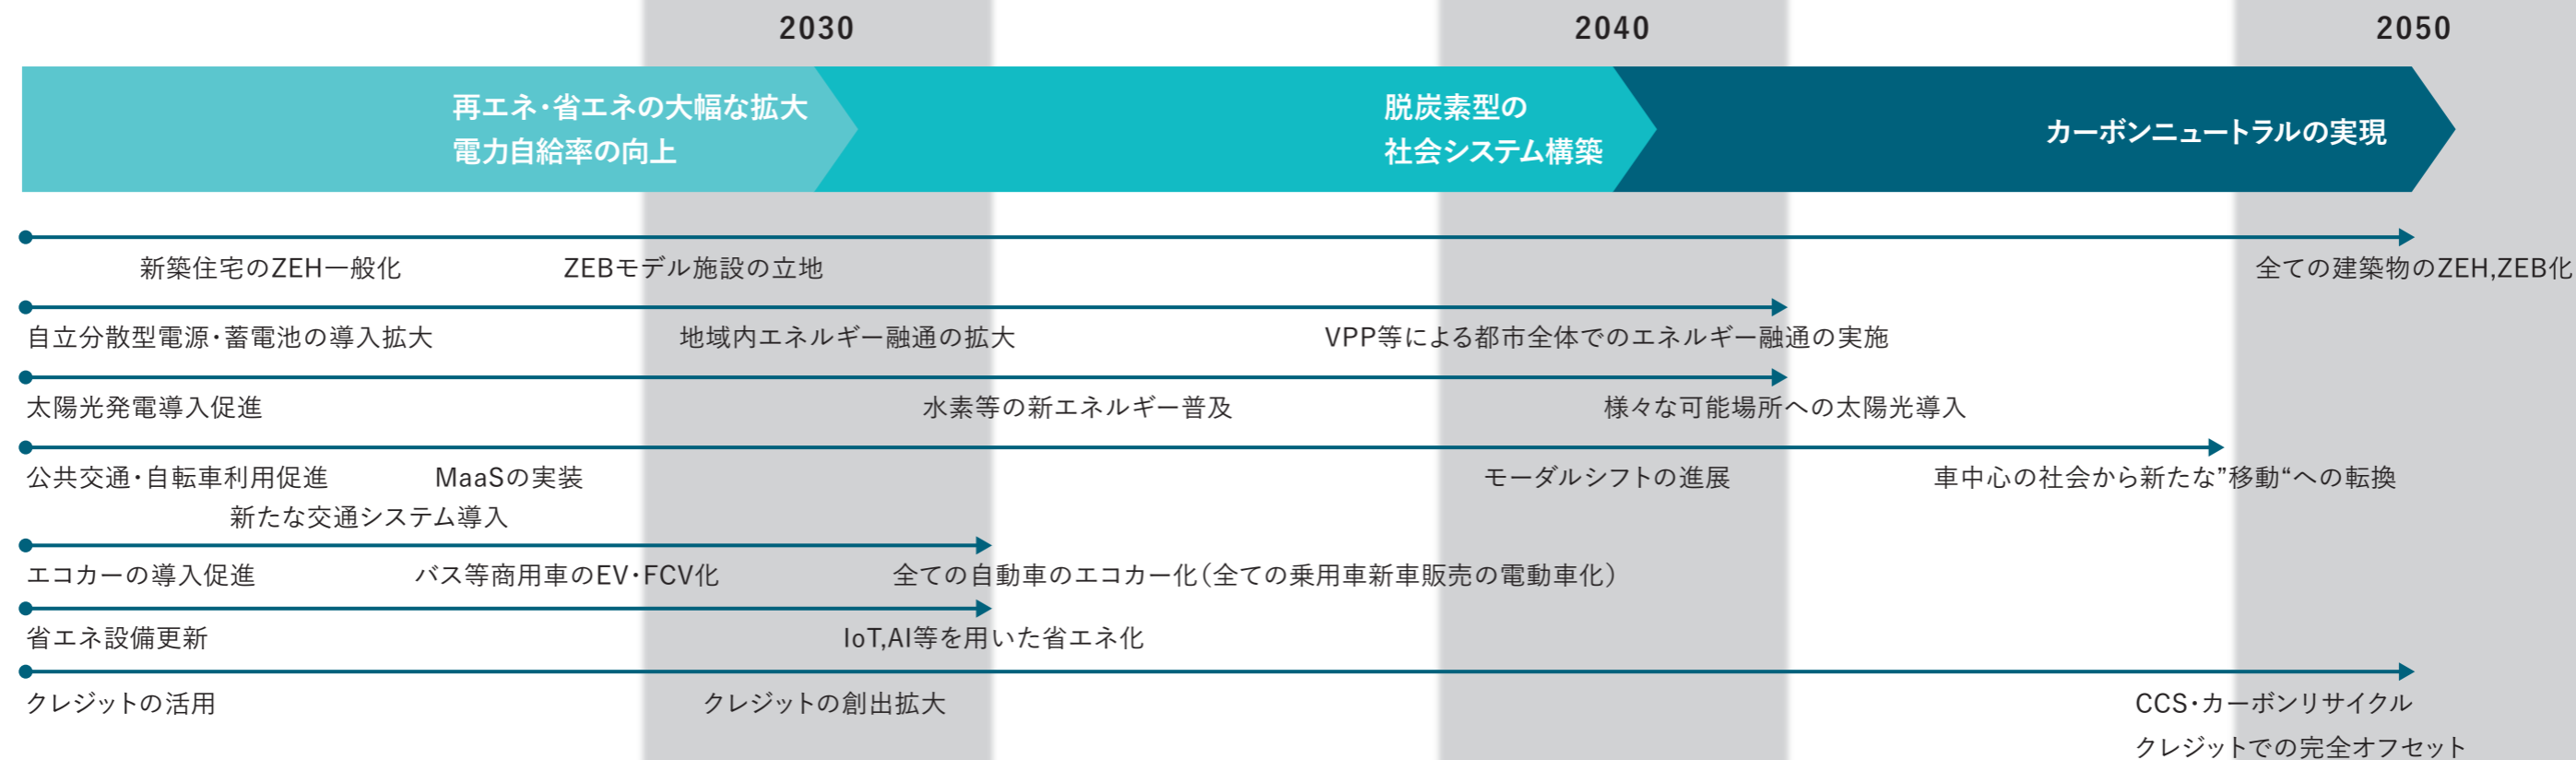 2030
2040
2050
再エネ・省エネの大幅な拡大
電力自給率の向上
脱炭素型の
社会システム構築
カーボンニュートラルの実現
新築住宅のZEH一般化
ZEBモデル施設の立地
全ての建築物のZEH,ZEB化
自立分散型電源・蓄電池の導入拡大
地域内エネルギー融通の拡大
VPP等による都市全体でのエネルギー融通の実施
太陽光発電導入促進
水素等の新エネルギー普及
様々な可能場所への太陽光導入
公共交通・自転車利用促進
MaaSの実装
モーダルシフトの進展
車中心の社会から新たな”移動“への転換
新たな交通システム導入
エコカーの導入促進
バス等商用車のEV・FCV化
全ての自動車のエコカー化（全ての乗用車新車販売の電動車化）
省エネ設備更新
IoT,AI等を用いた省エネ化
クレジットの活用
クレジットの創出拡大
CCS・カーボンリサイクル
クレジットでの完全オフセット